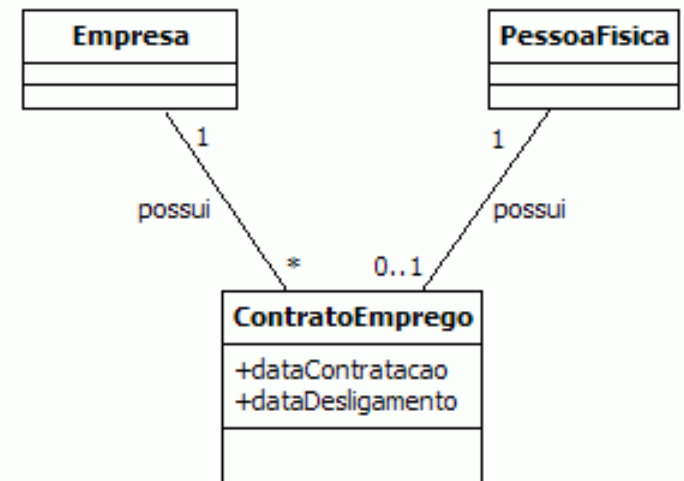 Empresa
PessoaFisica
1
1
possui
possui
*
0..1
ContratoEmprego
+dataContratacao
+dataDesligamento